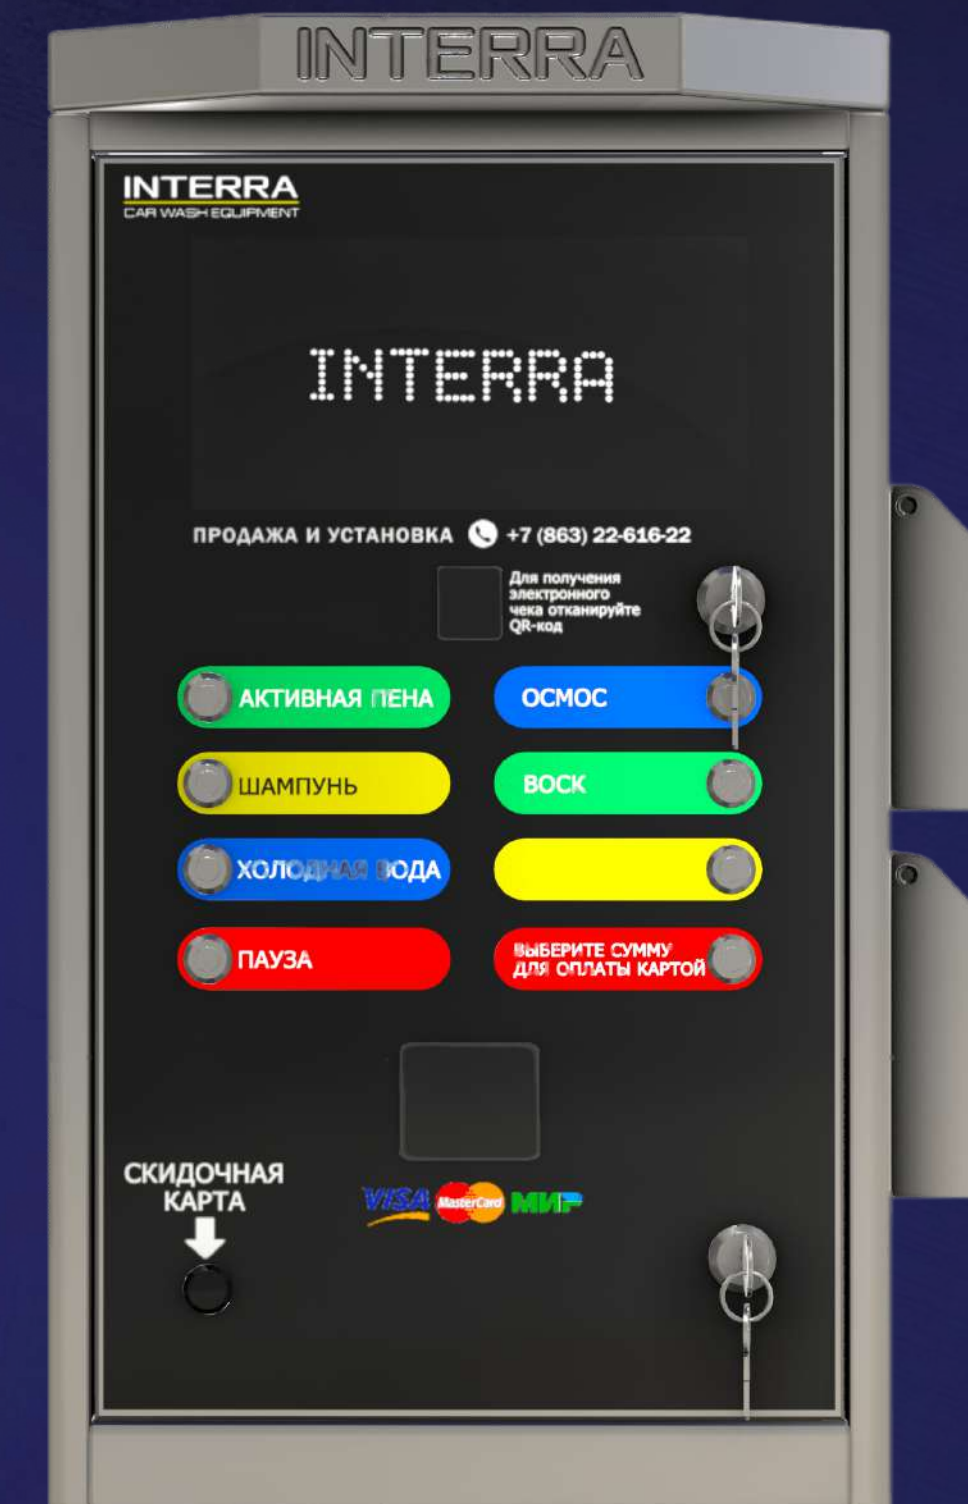 INTERRA
INTERRA
CAR WASH EQUIPMENT
INTERRA
ПРОДАЖА И УСТАНОВКА +7 (863) 22-616-22
Для получения
электронного
чека отканируйте
QR-код
АКТИВНАЯ ПЕНА
ОСМОС
ШАМПУНЬ
ВОСК
ХОЛОДНАЯ ВОДА
ПАУЗА
ВЫБЕРИТЕ СУММУ
ДЛЯ ОПЛАТЫ КАРТОЙ
СКИДОЧНАЯ
КАРТА
VISA MasterCard МИР